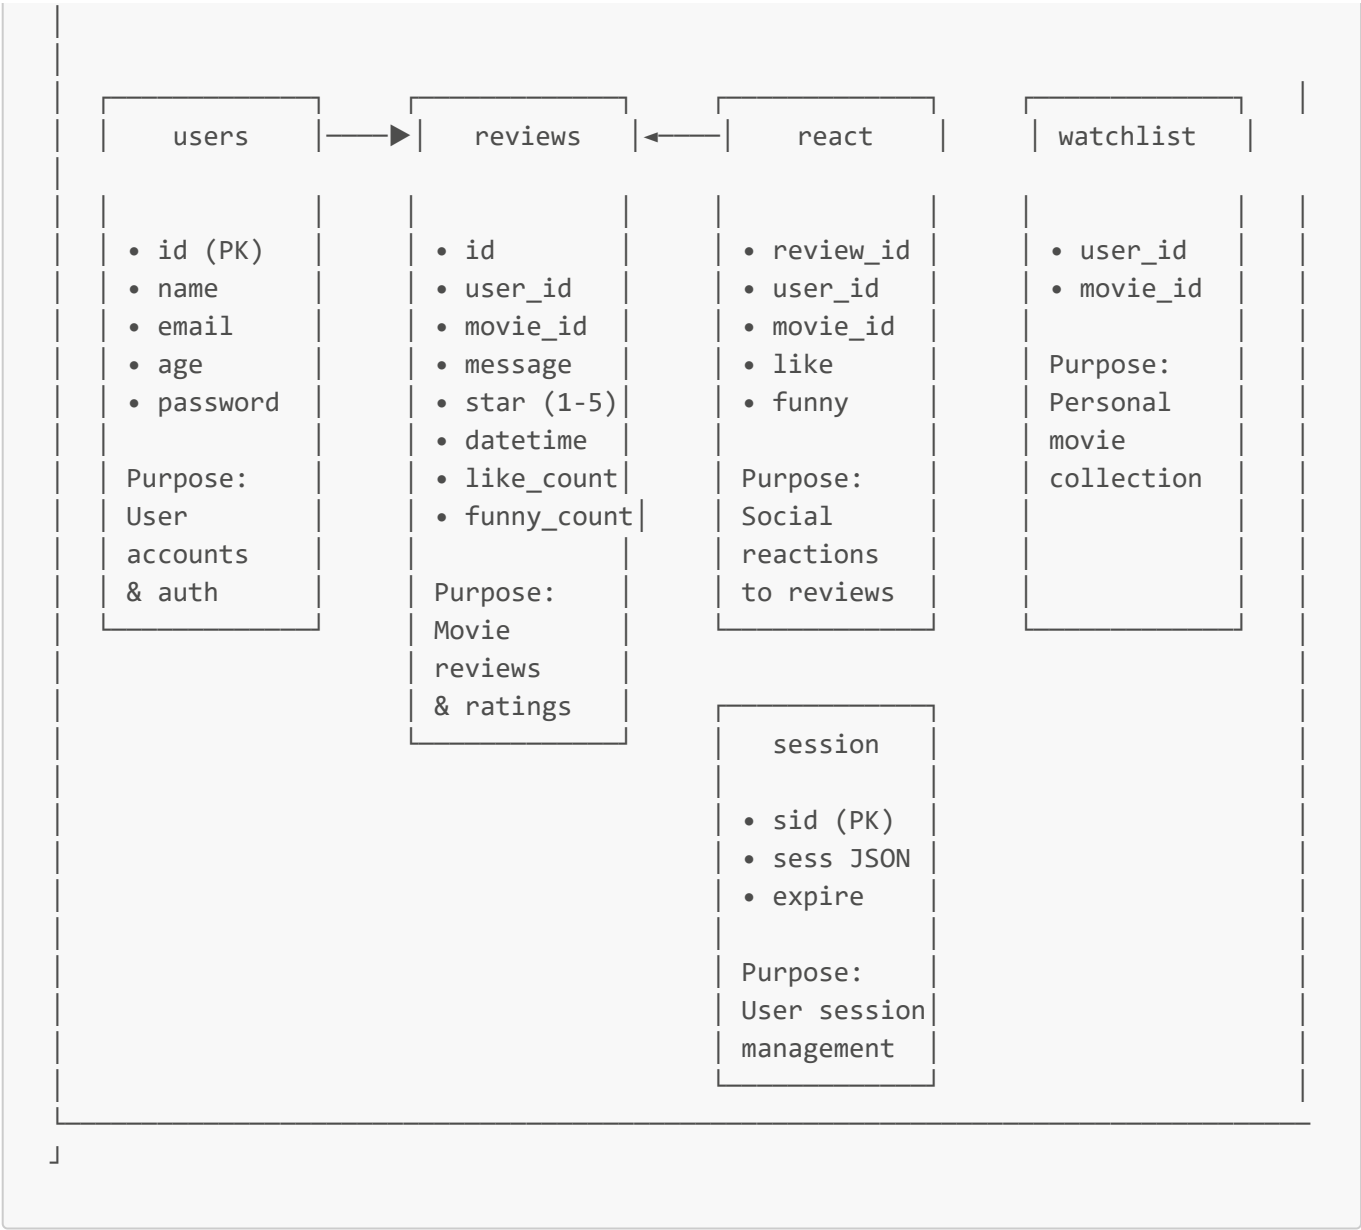 users
reviews
react
watchlist
• id (PK)
• name
• email
• age
• password
Purpose:
User
accounts
& auth
• id
• user_id
• movie_id
• message
• star (1-5)
• datetime
• like_count
• funny_count
Purpose:
Movie
reviews
& ratings
• review_id
• user_id
• movie_id
• like
• funny
Purpose:
Social
reactions
to reviews
• user_id
• movie_id
Purpose:
Personal
movie
collection
session
• sid (PK)
• sess JSON
• expire
Purpose:
User session
management